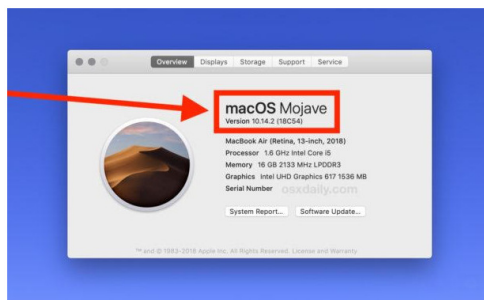 Overview Displays Storage Support Service
macOS Mojave
Version 10.14.2 (18C54)
MacBook Air (Retina, 13-inch, 2018)
Processor 1.6 GHz Intel Core i5
Memory 16 GB 2133 MHz LPDDR3
Graphics Intel UHD Graphics 617 1536 MB
Serial Number osxdaily.com
System Report... Software Update...
™ and © 1983-2018 Apple Inc. All Rights Reserved. License and Warranty